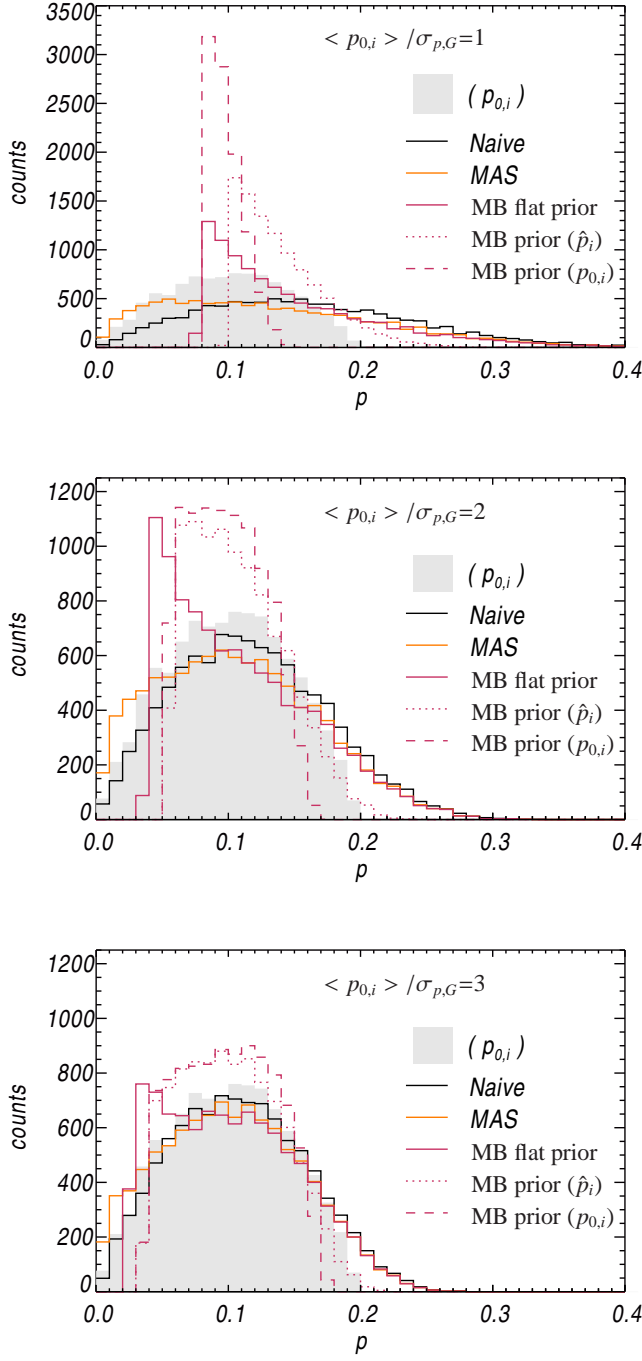 3500
3000
2500
2000
1500
1000
500
0
counts
< p0,i > /σp,G=1
( p0,i )
Naive
MAS
MB flat prior
MB prior (p̂i)
MB prior (p0,i)
0.0 0.1 0.2 0.3 0.4
p
1200
1000
800
600
400
200
0
counts
< p0,i > /σp,G=2
( p0,i )
Naive
MAS
MB flat prior
MB prior (p̂i)
MB prior (p0,i)
0.0 0.1 0.2 0.3 0.4
p
1200
1000
800
600
400
200
0
counts
< p0,i > /σp,G=3
( p0,i )
Naive
MAS
MB flat prior
MB prior (p̂i)
MB prior (p0,i)
0.0 0.1 0.2 0.3 0.4
p